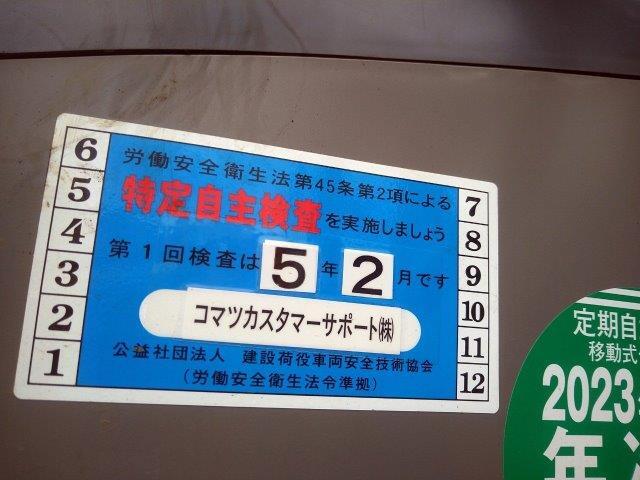 労働安全衛生法第45条第2項による
特定自主検査を実施しましょう
第1回検査は5年2月です
コマツカスタマーサポート㈱
公益社団法人 建設荷役車両安全技術協会
(労働安全衛生法令準拠)
6
5
4
3
2
1
7
8
9
10
11
12
定期自
移動式
2023
年